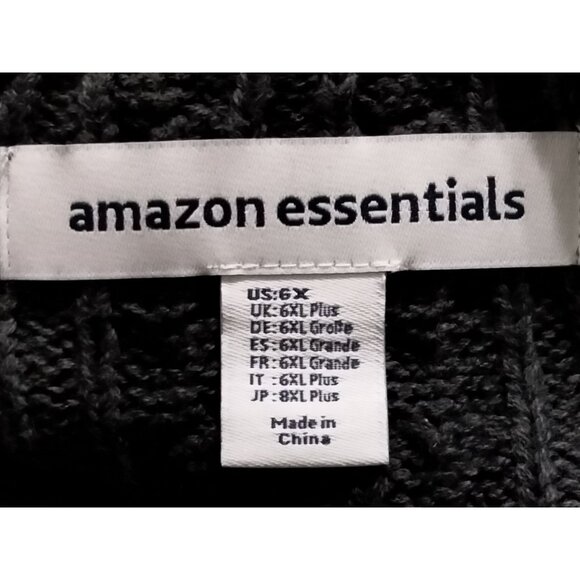 amazon essentials
US:6X
UK:6XL Plus
DE:6XL Große
ES:6XL Grande
FR:6XL Grande
IT :6XL Plus
JP :8XL Plus
Made in
China